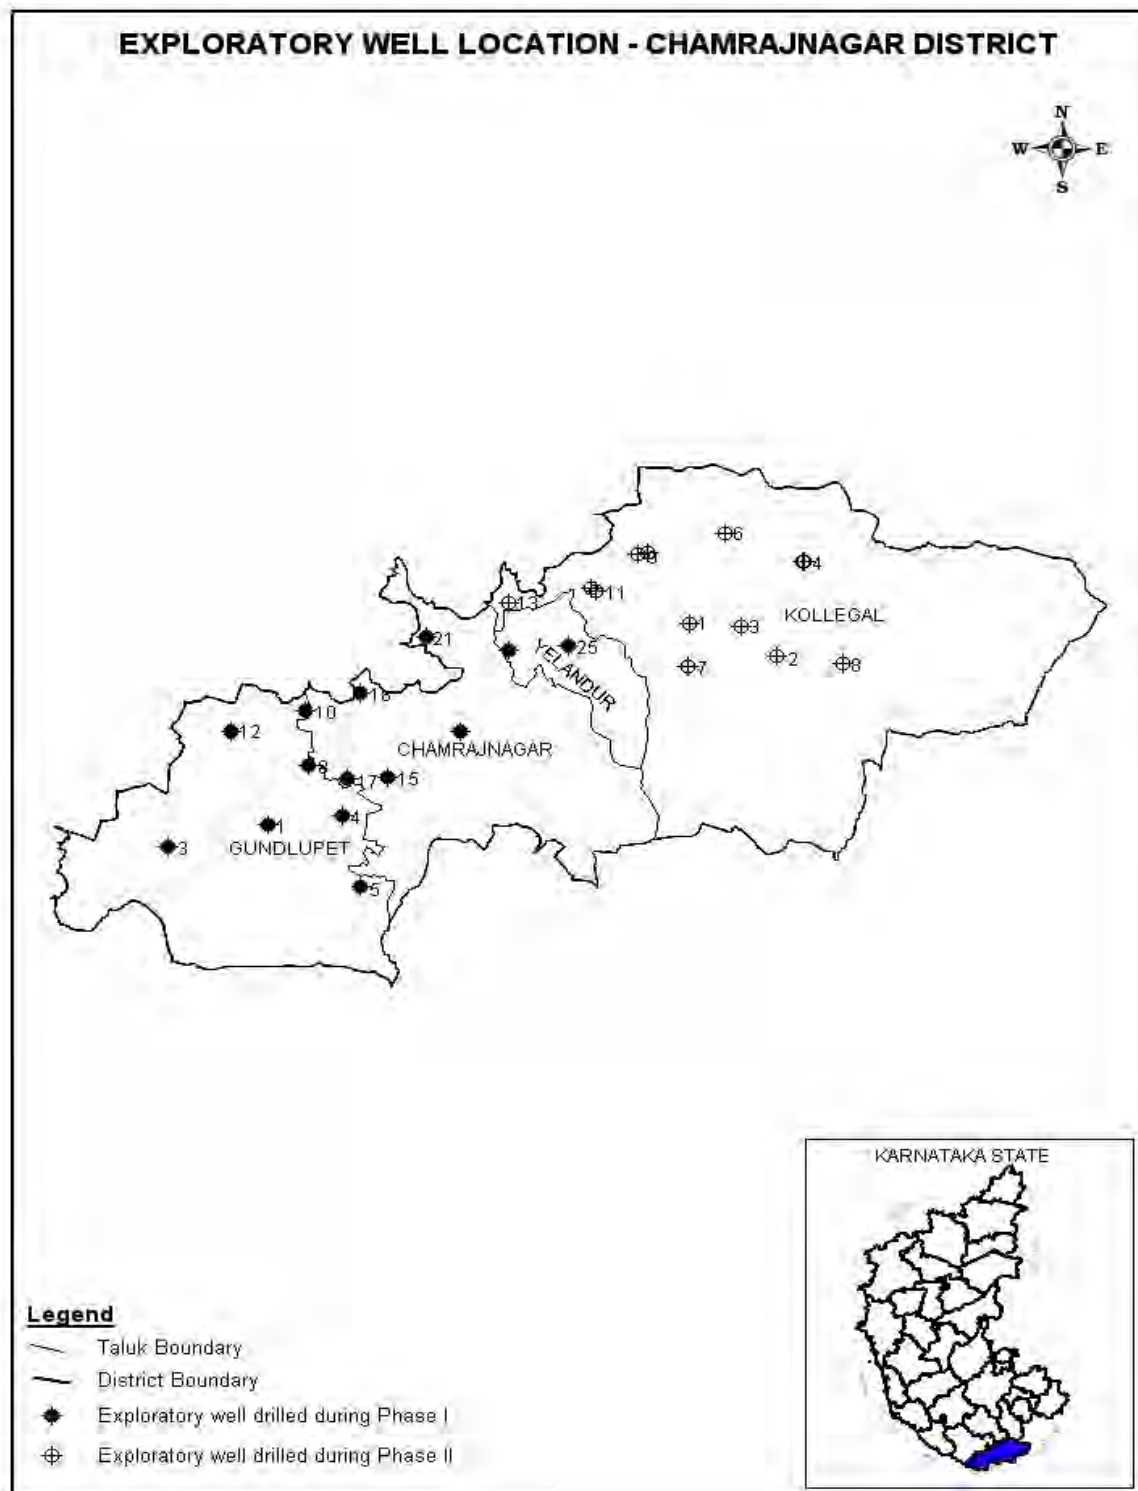 EXPLORATORY WELL LOCATION - CHAMRAJNAGAR DISTRICT
N
W E
S
6
4
11
13
KOLLEGAL
1
3
21
25
2
8
7
YELANDUR
10
12
CHAMRAJNAGAR
8
17
15
4
1
GUNDLUPET
3
5
KARNATAKA STATE
Legend
Taluk Boundary
District Boundary
Exploratory well drilled during Phase I
Exploratory well drilled during Phase II